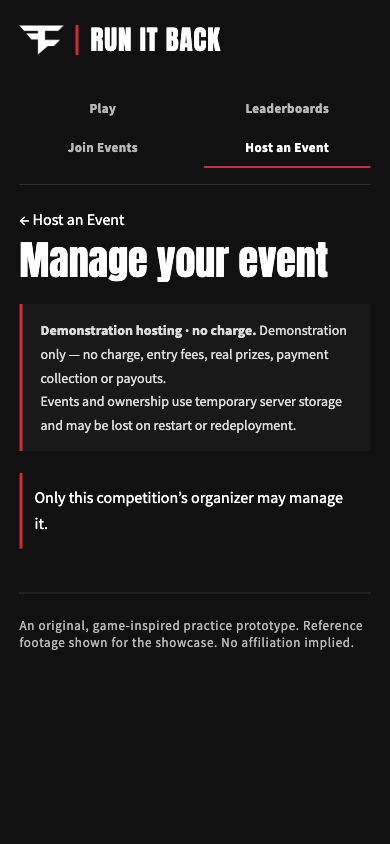 RUN IT BACK
Play
Leaderboards
Join Events
Host an Event
← Host an Event
Manage your event
Demonstration hosting · no charge. Demonstration
only — no charge, entry fees, real prizes, payment
collection or payouts.
Events and ownership use temporary server storage
and may be lost on restart or redeployment.
Only this competition’s organizer may manage
it.
An original, game-inspired practice prototype. Reference
footage shown for the showcase. No affiliation implied.